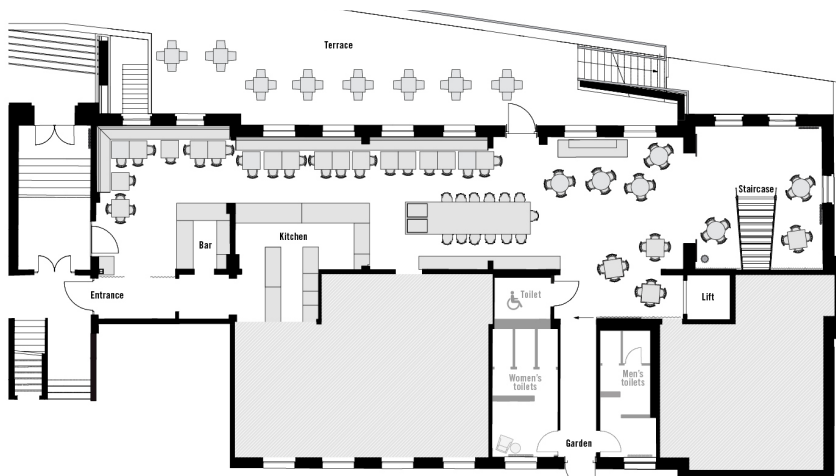 Terrace
Staircase
Kitchen
Bar
Entrance
Toilet
Lift
Women's
toilets
Men's
toilets
Garden